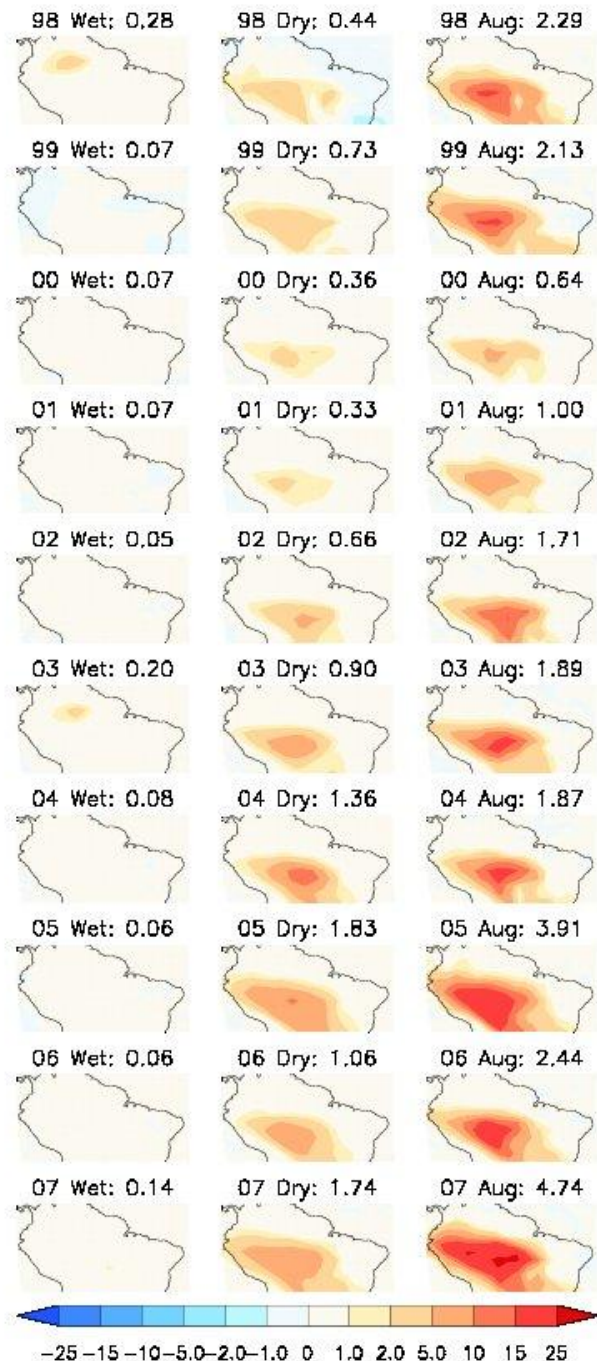 98 Wet: 0.28 98 Dry: 0.44 98 Aug: 2.29
99 Wet: 0.07 99 Dry: 0.73 99 Aug: 2.13
00 Wet: 0.07 00 Dry: 0.36 00 Aug: 0.64
01 Wet: 0.07 01 Dry: 0.33 01 Aug: 1.00
02 Wet: 0.05 02 Dry: 0.66 02 Aug: 1.71
03 Wet: 0.20 03 Dry: 0.90 03 Aug: 1.89
04 Wet: 0.08 04 Dry: 1.36 04 Aug: 1.87
05 Wet: 0.06 05 Dry: 1.83 05 Aug: 3.91
06 Wet: 0.06 06 Dry: 1.06 06 Aug: 2.44
07 Wet: 0.14 07 Dry: 1.74 07 Aug: 4.74
-25 -15 -10 -5.0 -2.0 -1.0 0 1.0 2.0 5.0 10 15 25